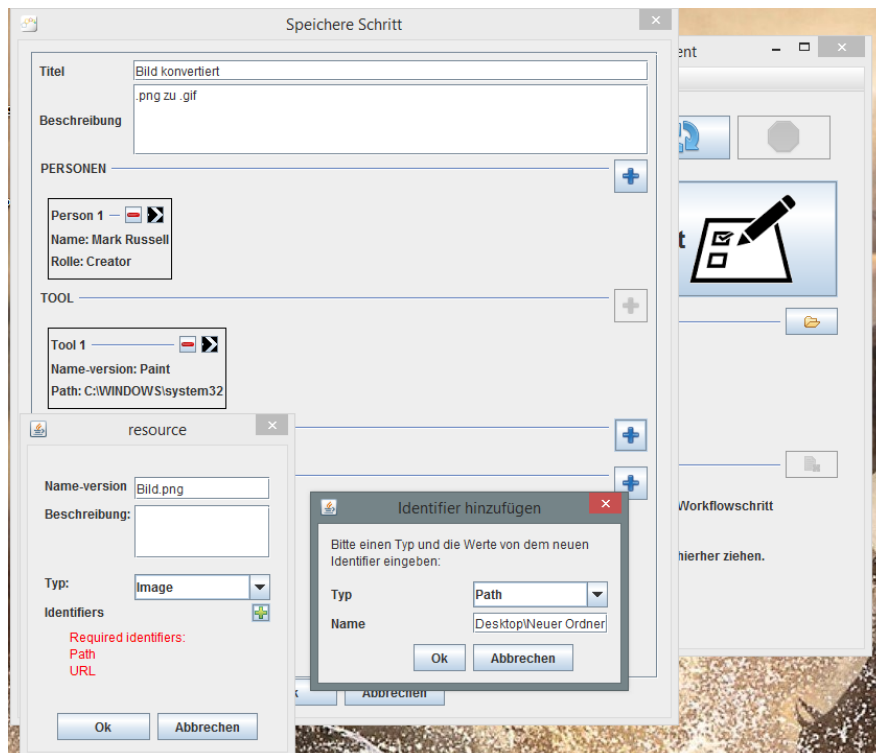 Speichere Schritt
ent
Titel
Bild konvertiert
Beschreibung
.png zu .gif
PERSONEN
Person 1
Name: Mark Russell
Rolle: Creator
t
TOOL
Tool 1
Name-version: Paint
Path: C:\WINDOWS\system32
resource
Name-version
Bild.png
Beschreibung:
Typ:
Image
Identifiers
Required identifiers:
Path
URL
Ok
Abbrechen
Identifier hinzufügen
Bitte einen Typ und die Werte von dem neuen
Identifier eingeben:
Typ
Path
Name
Desktop\Neuer Ordner
Ok
Abbrechen
Workflowschritt
hierher ziehen.
Abbrechen